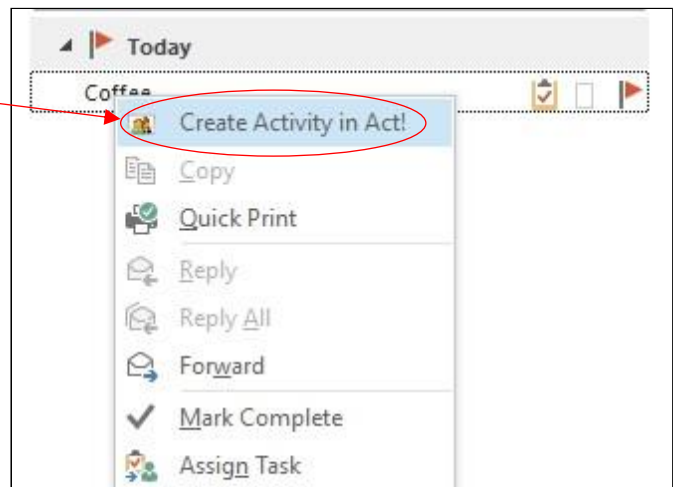 Today
Coffee
Create Activity in Act!
Copy
Quick Print
Reply
Reply All
Forward
Mark Complete
Assign Task